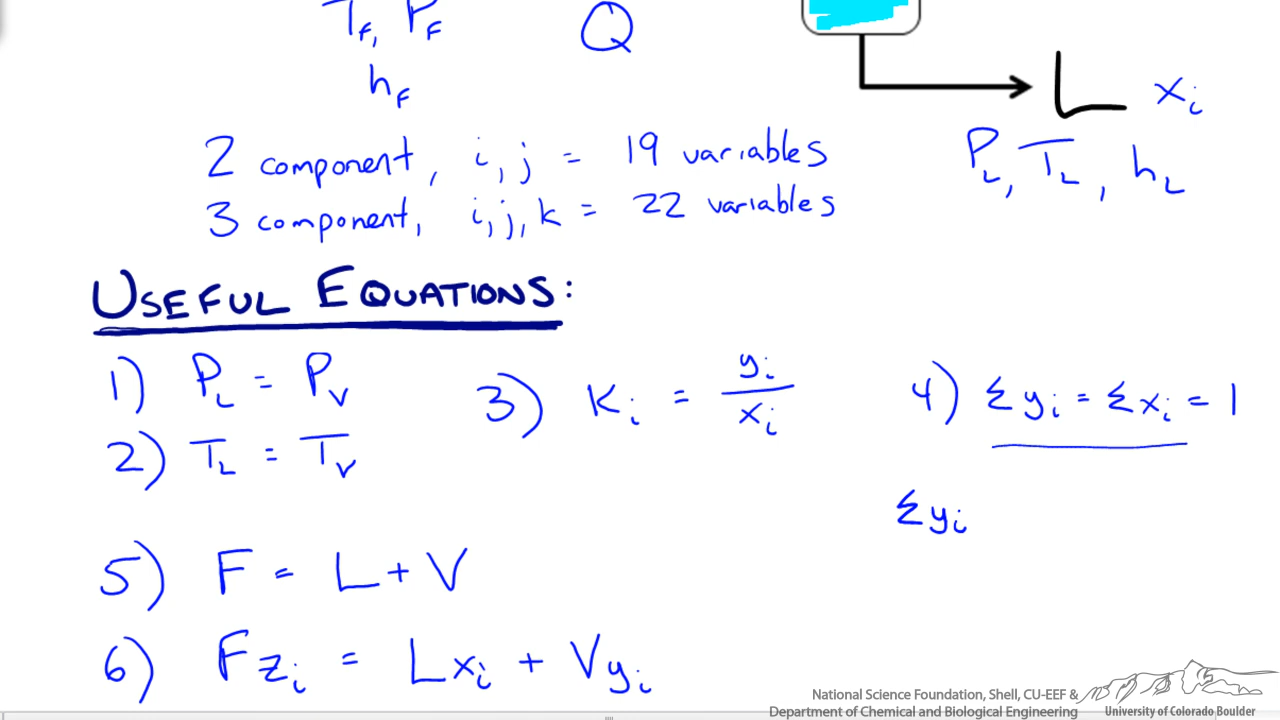 T_F, P_F
Q
h_F
L x_i
P_L, T_L, h_L
2 component, i, j = 19 variables
3 component, i, j, k = 22 variables
USEFUL EQUATIONS:
1) P_L = P_V
2) T_L = T_V
3) K_i = y_i / x_i
4) Σy_i = Σx_i = 1
Σy_i
5) F = L + V
6) Fz_i = Lx_i + Vy_i
National Science Foundation, Shell, CU-EEF &
Department of Chemical and Biological Engineering
University of Colorado Boulder